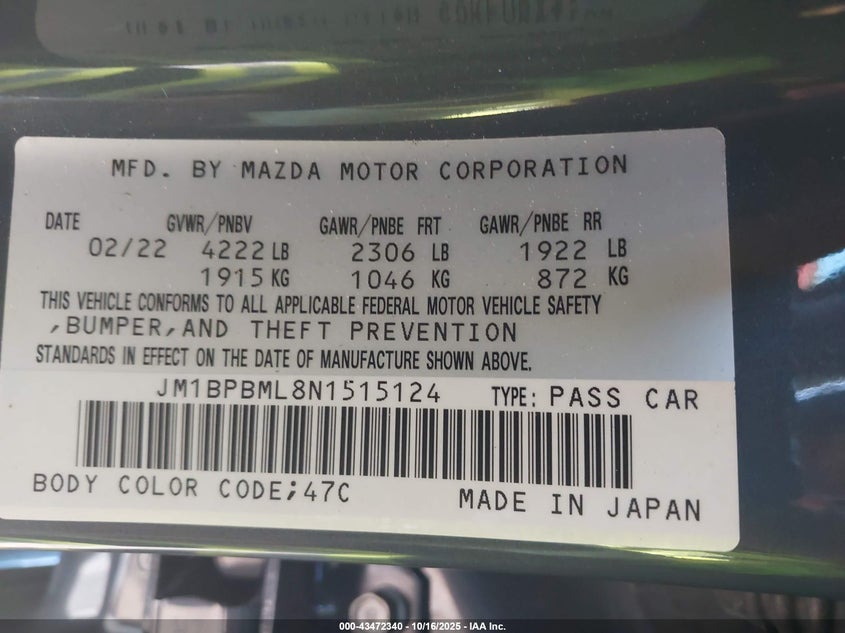 MFD. BY MAZDA MOTOR CORPORATION
DATE GVWR/PNBV GAWR/PNBE FRT GAWR/PNBE RR
02/22 4222 LB 2306 LB 1922 LB
1915 KG 1046 KG 872 KG
THIS VEHICLE CONFORMS TO ALL APPLICABLE FEDERAL MOTOR VEHICLE SAFETY
,BUMPER,AND THEFT PREVENTION
STANDARDS IN EFFECT ON THE DATE OF MANUFACTURE SHOWN ABOVE.
JM1BPBML8N1515124 TYPE: PASS CAR
BODY COLOR CODE;47C MADE IN JAPAN
000-43472340 - 10/16/2025 - IAA Inc.